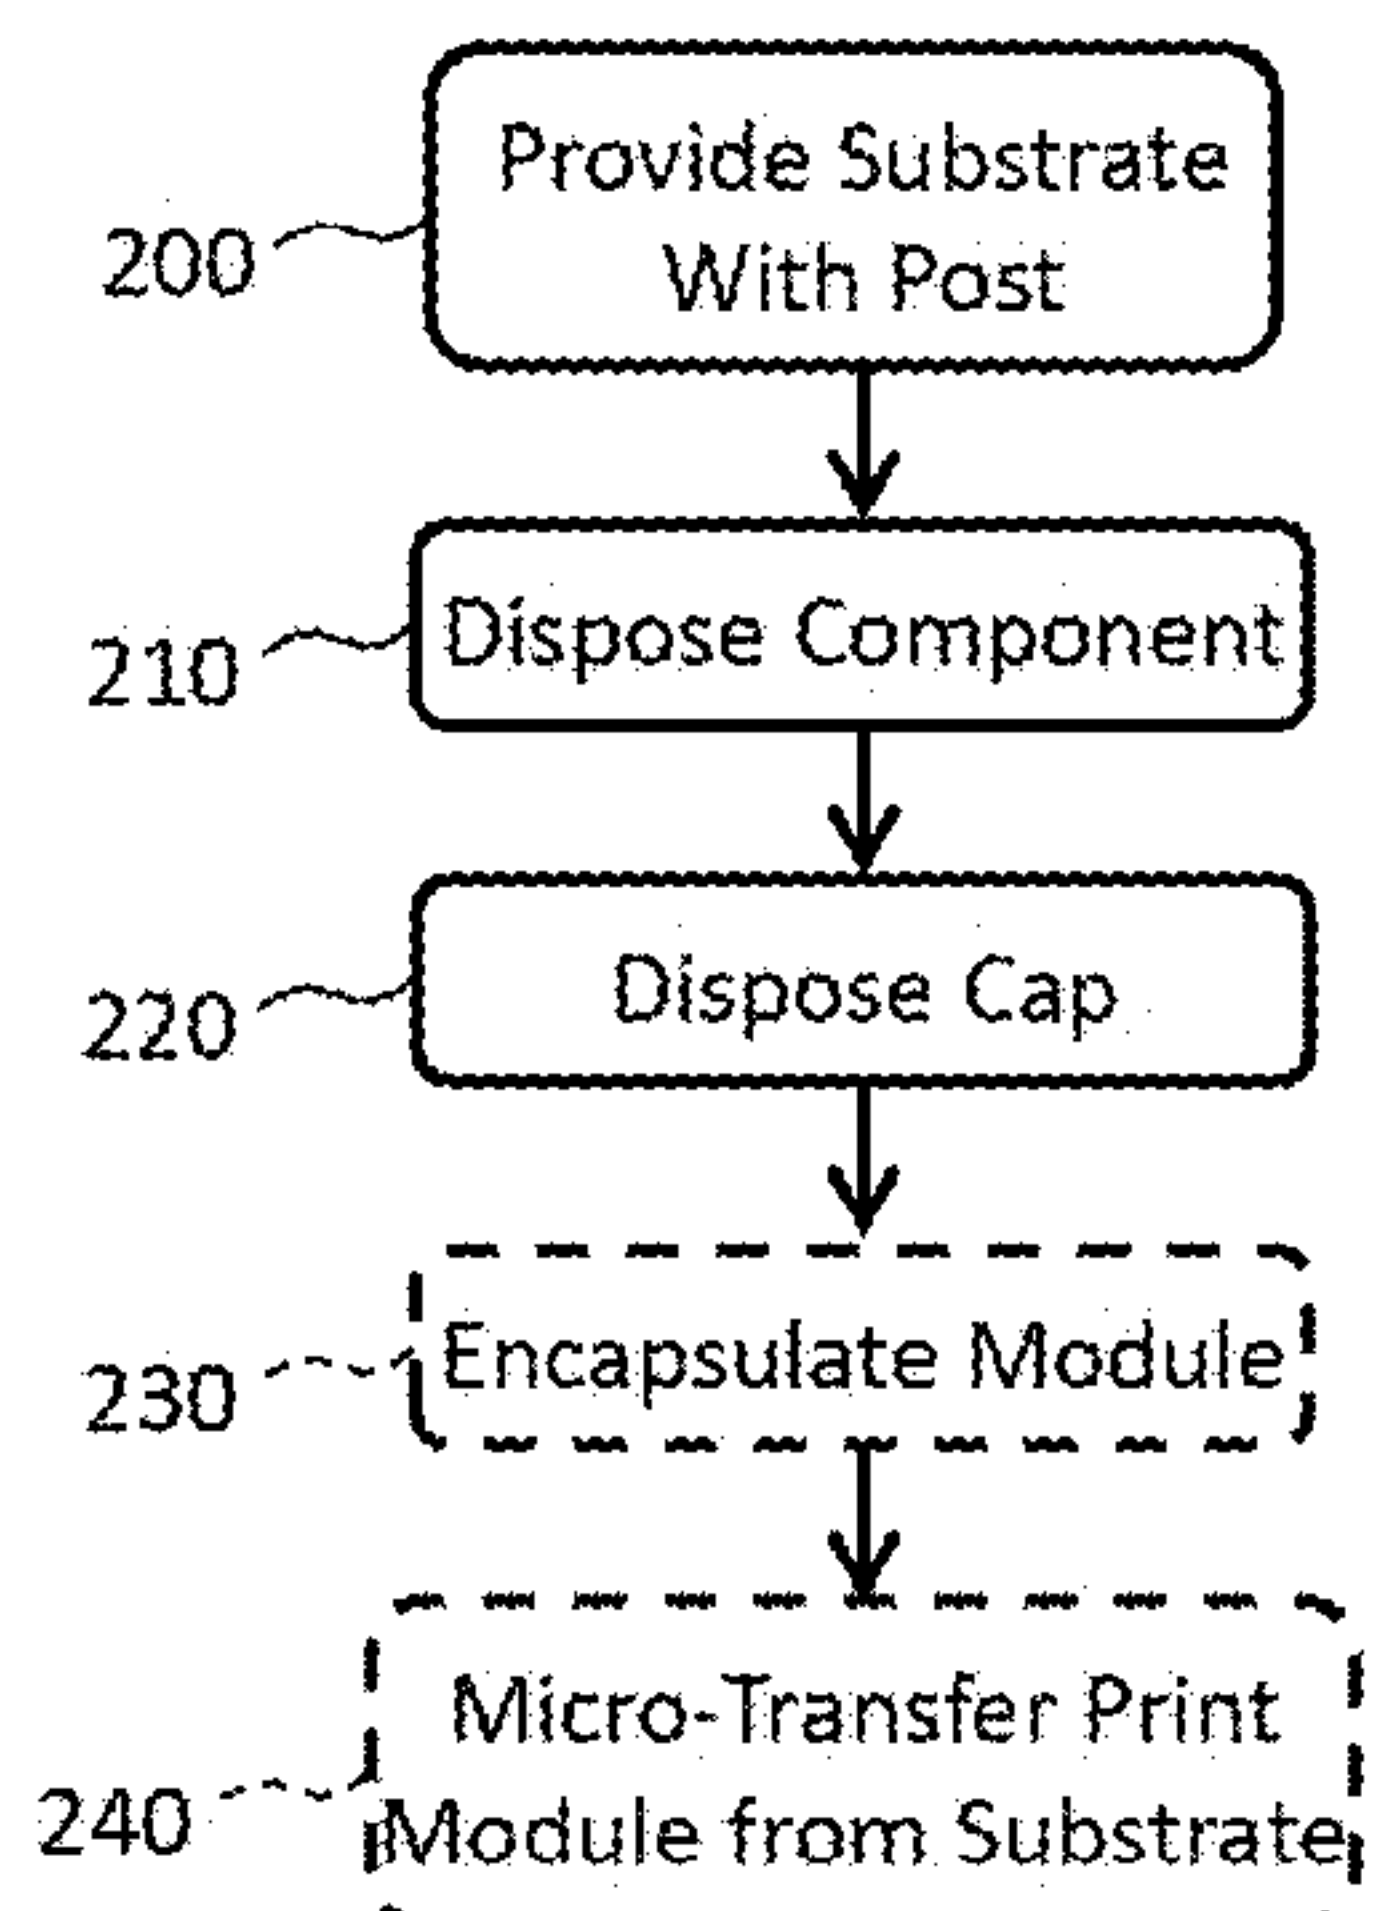 Provide Substrate
With Post
200
Dispose Component
210
Dispose Cap
220
Encapsulate Module
230
Micro-Transfer Print
Module from Substrate
240